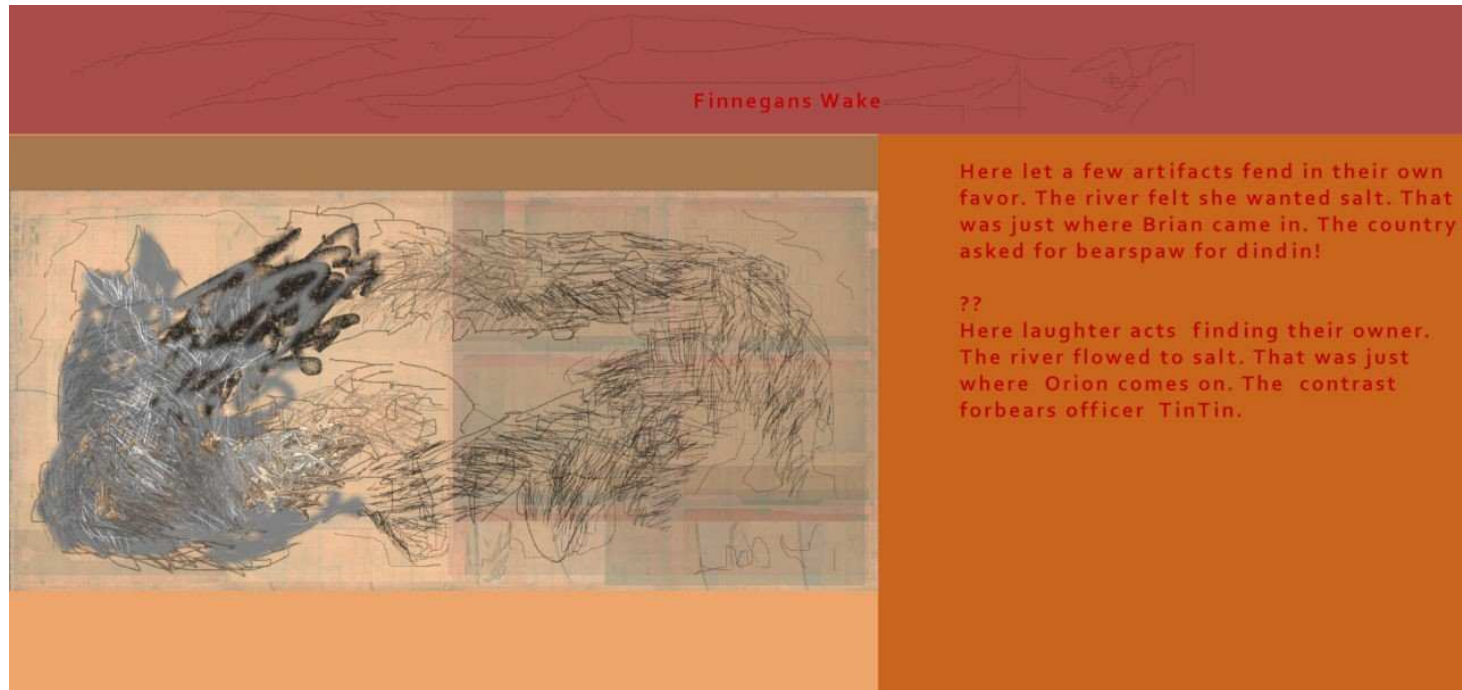 Finnegans Wake
Here let a few artifacts fend in their own
favor. The river felt she wanted salt. That
was just where Brian came in. The country
asked for bearspaw for dindin!
??
Here laughter acts finding their owner.
The river flowed to salt. That was just
where Orion comes on. The contrast
forbears officer TinTin.